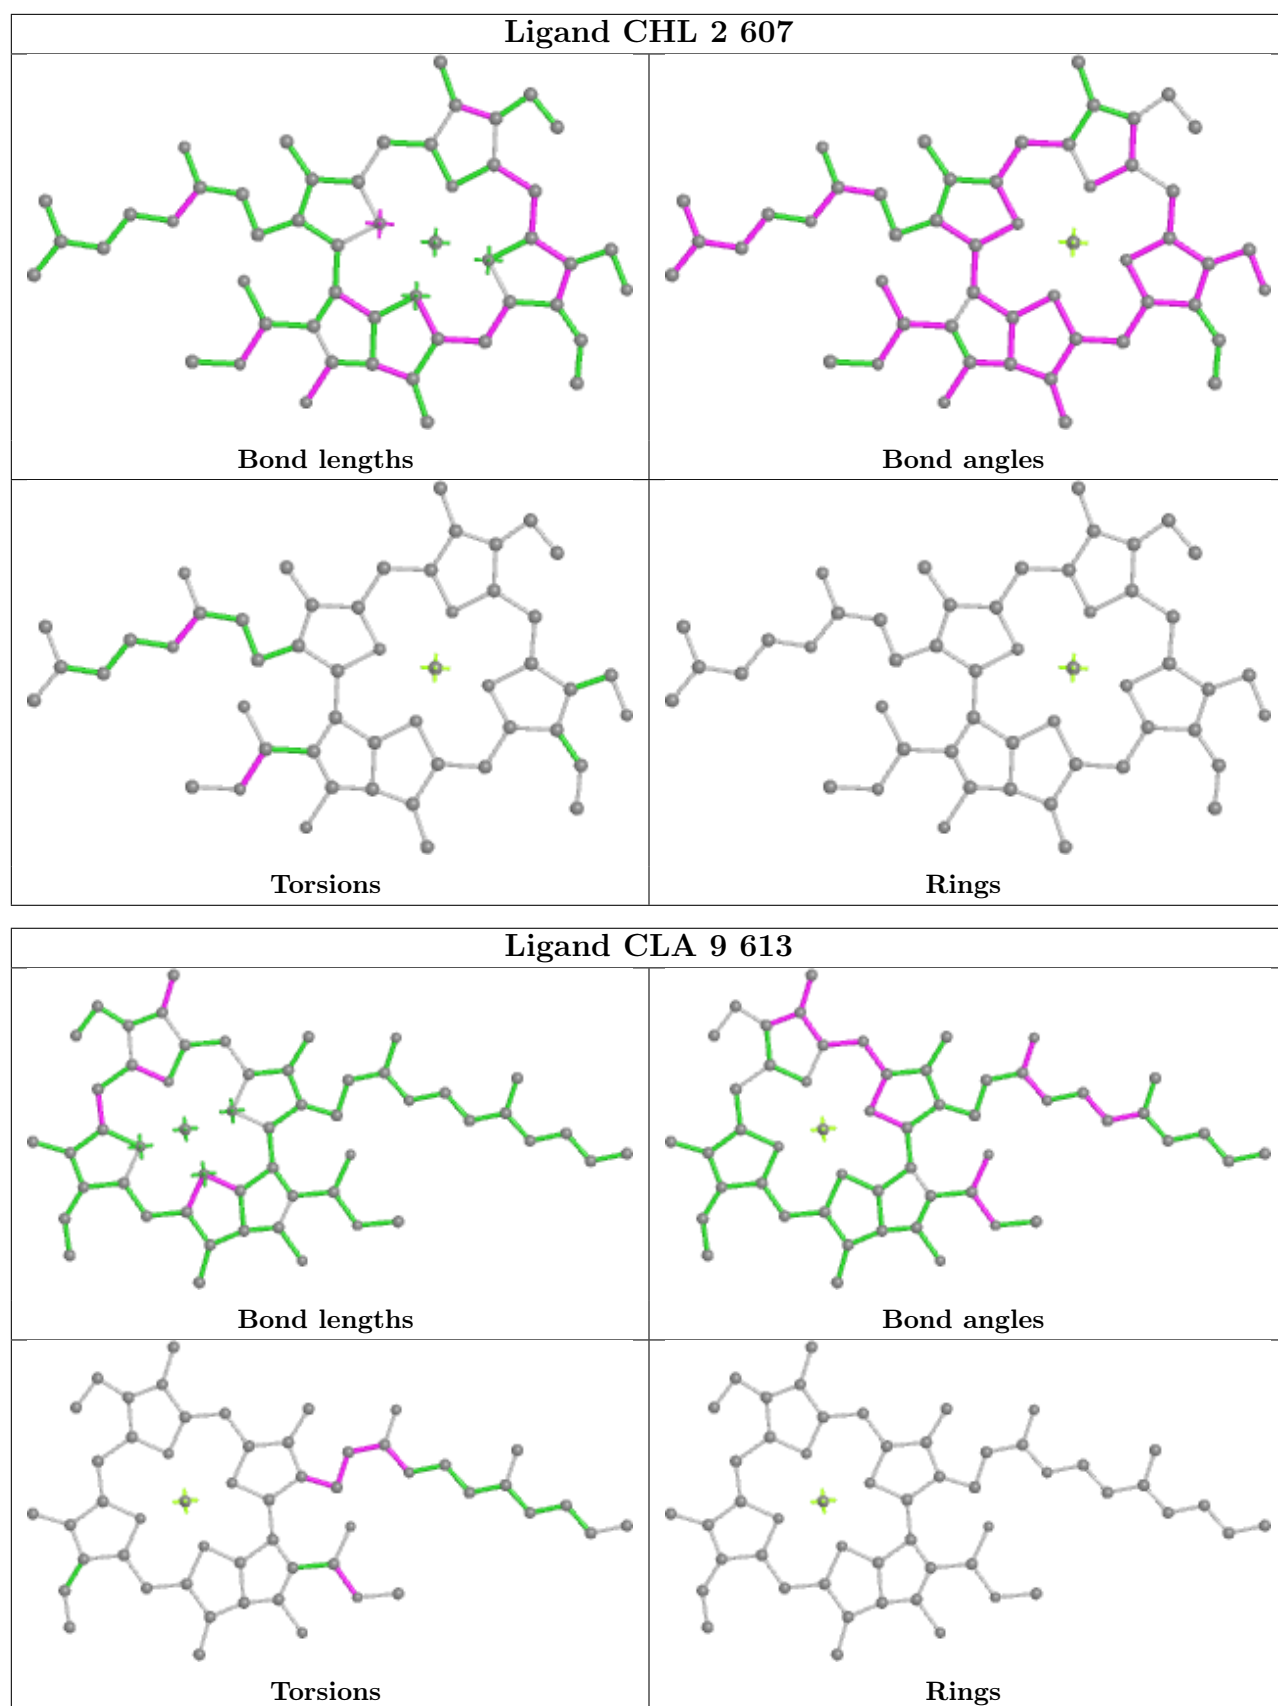 Ligand CHL 2 607
Bond lengths
Bond angles
Torsions
Rings
Ligand CLA 9 613
Bond lengths
Bond angles
Torsions
Rings